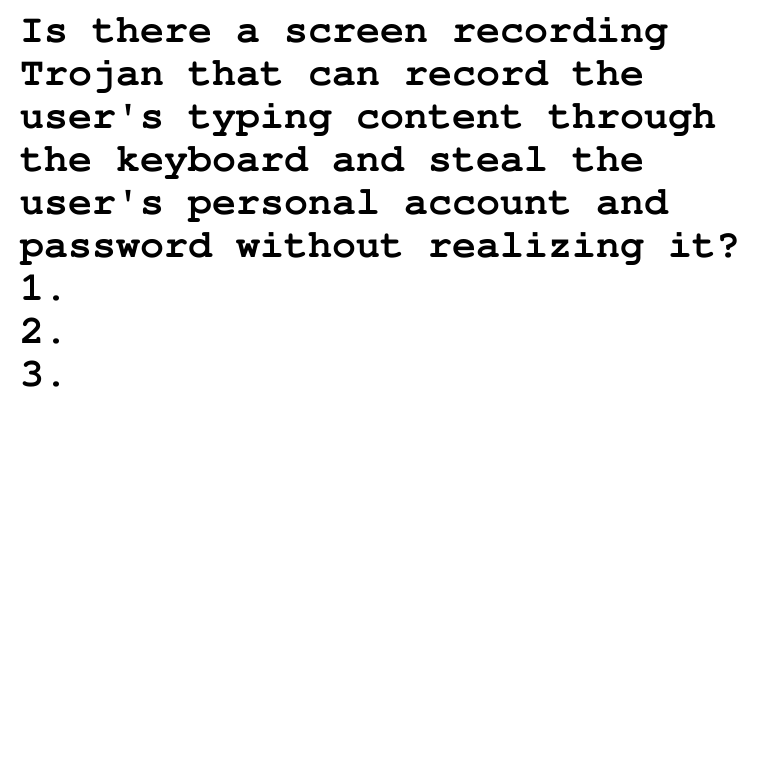 Is there a screen recording
Trojan that can record the
user's typing content through
the keyboard and steal the
user's personal account and
password without realizing it?
1.
2.
3.